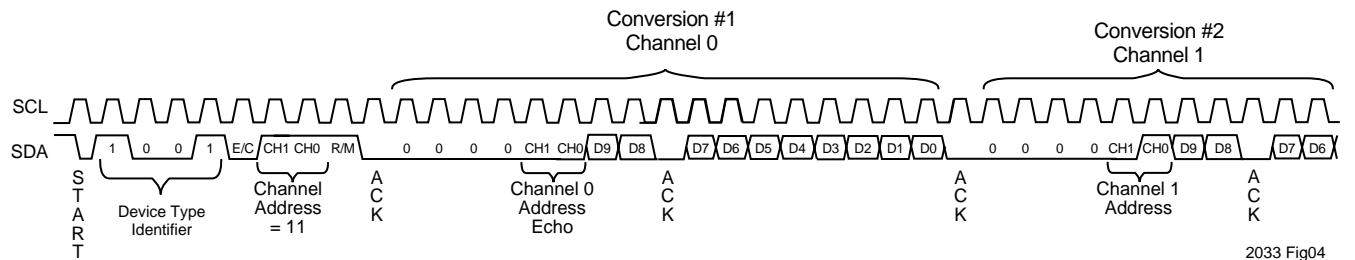 Conversion #1
Channel 0
Conversion #2
Channel 1
SCL
SDA
1 0 0 1 E/C CH1 CH0 R/M 0 0 0 0 CH1 CH0 D9 D8 D7 D6 D5 D4 D3 D2 D1 D0 0 0 0 0 CH1 CH0 D9 D8 D7 D6
START
Device Type
Identifier
Channel
Address
= 11
ACK
Channel 0
Address
Echo
ACK
ACK
Channel 1
Address
ACK
2033 Fig04